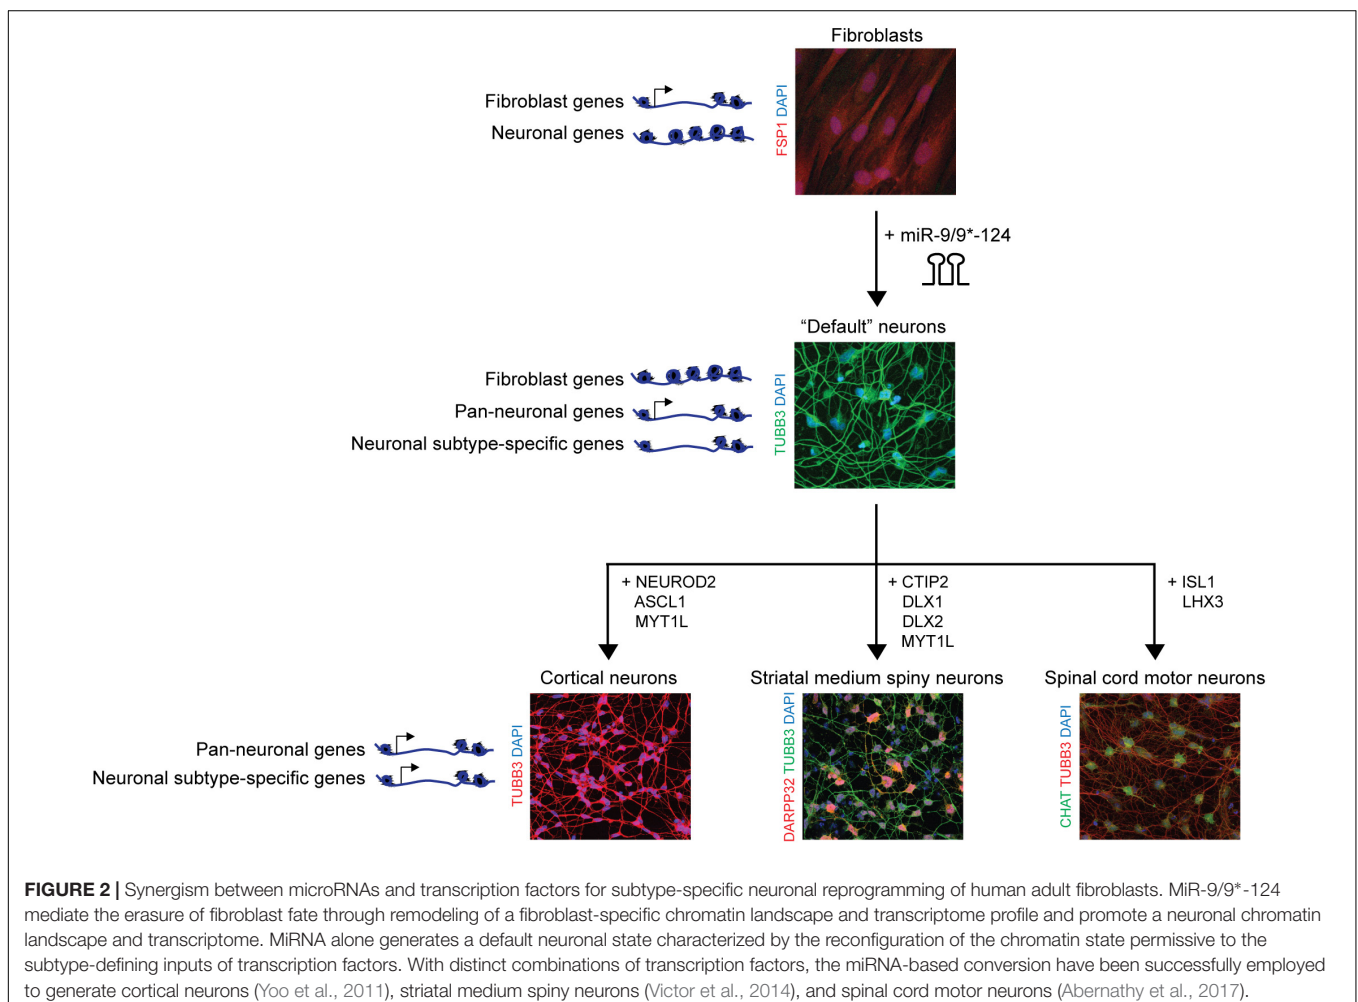 Fibroblasts
Fibroblast genes
Neuronal genes
FSP1 DAPI
+ miR-9/9*-124
“Default” neurons
Fibroblast genes
Pan-neuronal genes
Neuronal subtype-specific genes
TUBB3 DAPI
+ NEUROD2
ASCL1
MYT1L
+ CTIP2
DLX1
DLX2
MYT1L
+ ISL1
LHX3
Cortical neurons
Striatal medium spiny neurons
Spinal cord motor neurons
Pan-neuronal genes
Neuronal subtype-specific genes
TUBB3 DAPI
DARPP32 TUBB3 DAPI
CHAT TUBB3 DAPI
FIGURE 2 | Synergism between microRNAs and transcription factors for subtype-specific neuronal reprogramming of human adult fibroblasts. MiR-9/9*-124
mediate the erasure of fibroblast fate through remodeling of a fibroblast-specific chromatin landscape and transcriptome profile and promote a neuronal chromatin
landscape and transcriptome. MiRNA alone generates a default neuronal state characterized by the reconfiguration of the chromatin state permissive to the
subtype-defining inputs of transcription factors. With distinct combinations of transcription factors, the miRNA-based conversion have been successfully employed
to generate cortical neurons (Yoo et al., 2011), striatal medium spiny neurons (Victor et al., 2014), and spinal cord motor neurons (Abernathy et al., 2017).